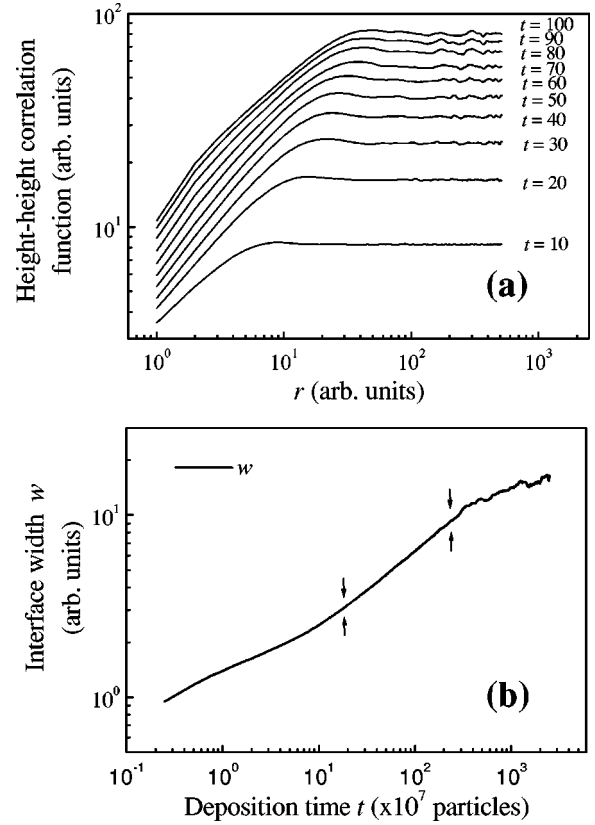 Height-height correlation
function (arb. units)
10²
10¹
t = 100
t = 90
t = 80
t = 70
t = 60
t = 50
t = 40
t = 30
t = 20
t = 10
(a)
10⁰
10¹
10²
10³
r (arb. units)
Interface width w
(arb. units)
10¹
10⁰
w
(b)
10⁻¹
10⁰
10¹
10²
10³
Deposition time t (x10⁷ particles)